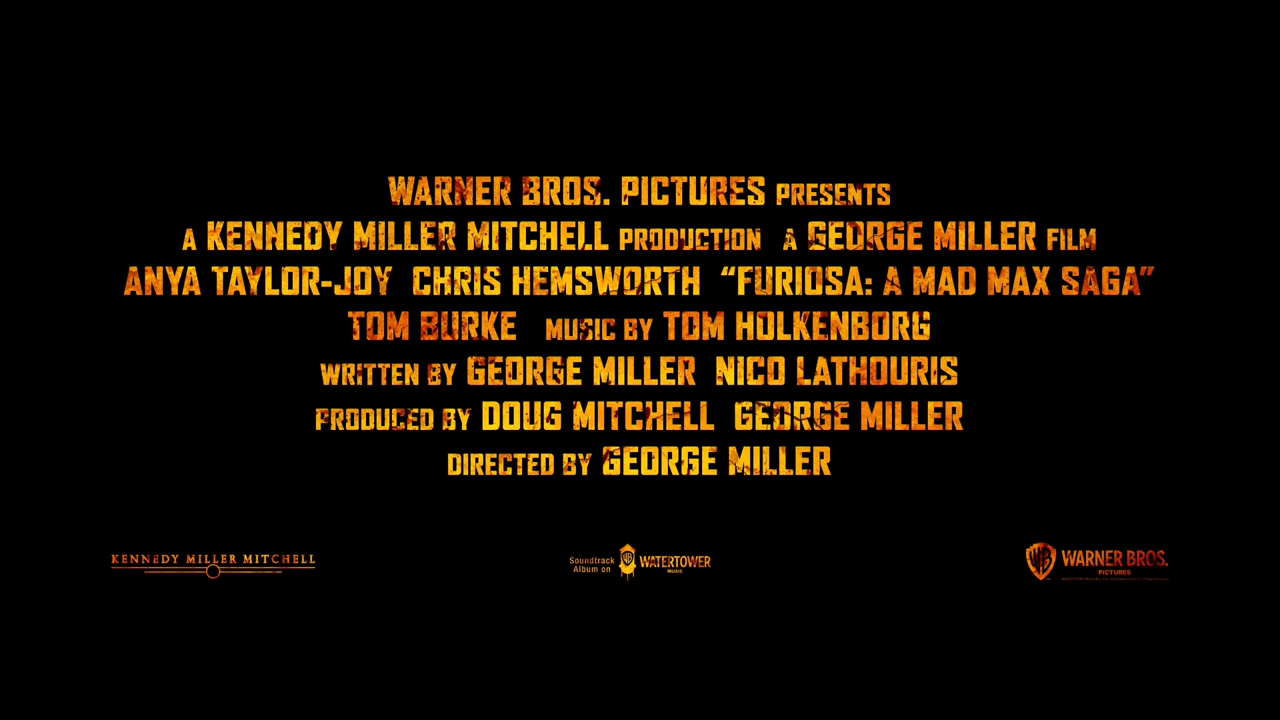 WARNER BROS. PICTURES PRESENTS
A KENNEDY MILLER MITCHELL PRODUCTION A GEORGE MILLER FILM
ANYA TAYLOR-JOY CHRIS HEMSWORTH “FURIOSA: A MAD MAX SAGA”
TOM BURKE MUSIC BY TOM HOLKENBORG
WRITTEN BY GEORGE MILLER NICO LATHOURIS
PRODUCED BY DOUG MITCHELL GEORGE MILLER
DIRECTED BY GEORGE MILLER
KENNEDY MILLER MITCHELL
Soundtrack
Album on
WB
WATERTOWER
MUSIC
WB
WARNER BROS.
PICTURES